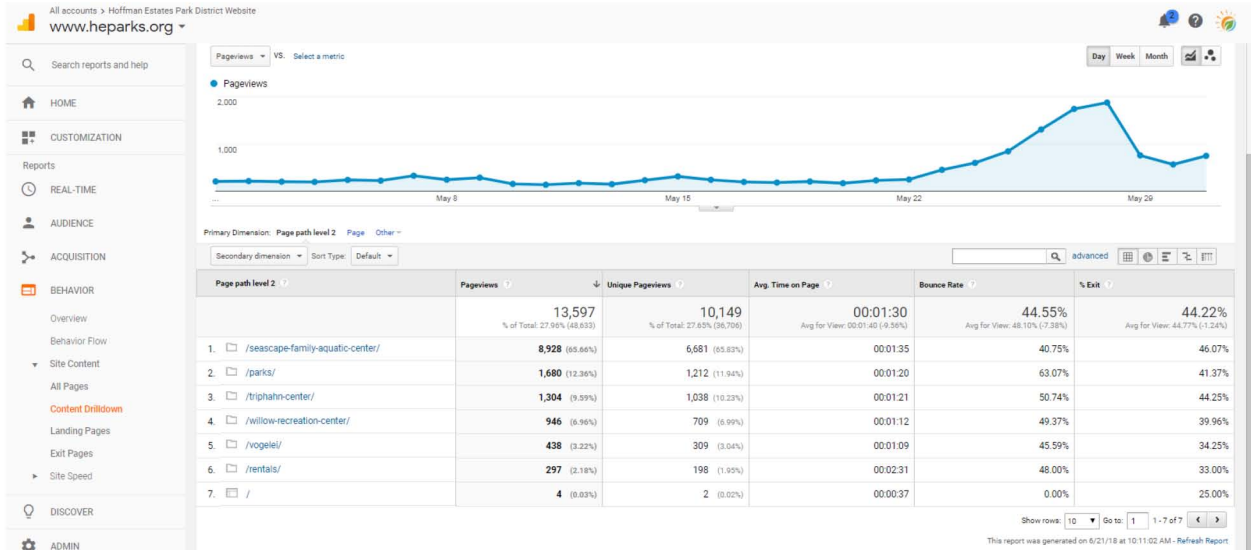 All accounts > Hoffman Estates Park District Website
www.heparks.org
2
Search reports and help
HOME
CUSTOMIZATION
Reports
REAL-TIME
AUDIENCE
ACQUISITION
BEHAVIOR
Overview
Behavior Flow
Site Content
All Pages
Content Drilldown
Landing Pages
Exit Pages
Site Speed
DISCOVER
ADMIN
Pageviews VS. Select a metric
Day Week Month
Pageviews
2,000
1,000
... May 8 May 15 May 22 May 29
Primary Dimension: Page path level 2 Page Other
Secondary dimension Sort Type: Default advanced
Page path level 2 ? Pageviews ? Unique Pageviews ? Avg. Time on Page ? Bounce Rate ? % Exit ?
13,597 10,149 00:01:30 44.55% 44.22%
% of Total: 27.96% (48,633) % of Total: 27.65% (36,706) Avg for View: 00:01:40 (-9.56%) Avg for View: 48.10% (-7.38%) Avg for View: 44.77% (-1.24%)
1. /seascape-family-aquatic-center/ 8,928 (65.66%) 6,681 (65.83%) 00:01:35 40.75% 46.07%
2. /parks/ 1,680 (12.36%) 1,212 (11.94%) 00:01:20 63.07% 41.37%
3. /triphahn-center/ 1,304 (9.59%) 1,038 (10.23%) 00:01:21 50.74% 44.25%
4. /willow-recreation-center/ 946 (6.96%) 709 (6.99%) 00:01:12 49.37% 39.96%
5. /vogelei/ 438 (3.22%) 309 (3.04%) 00:01:09 45.59% 34.25%
6. /rentals/ 297 (2.18%) 198 (1.95%) 00:02:31 48.00% 33.00%
7. / 4 (0.03%) 2 (0.02%) 00:00:37 0.00% 25.00%
Show rows: 10 Go to: 1 1 - 7 of 7
This report was generated on 6/21/18 at 10:11:02 AM - Refresh Report